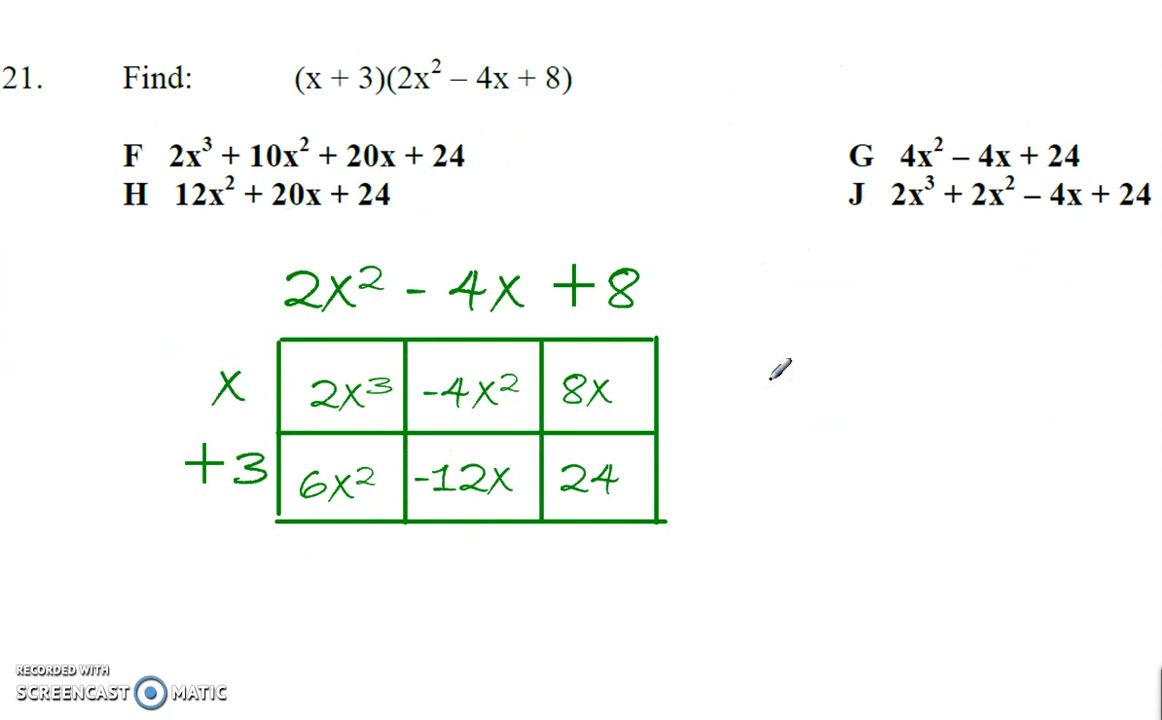 21. Find: (x + 3)(2x² – 4x + 8)
F 2x³ + 10x² + 20x + 24 G 4x² – 4x + 24
H 12x² + 20x + 24 J 2x³ + 2x² – 4x + 24
2x² - 4x + 8
x 2x³ -4x² 8x
+3 6x² -12x 24
RECORDED WITH
SCREENCAST MATIC